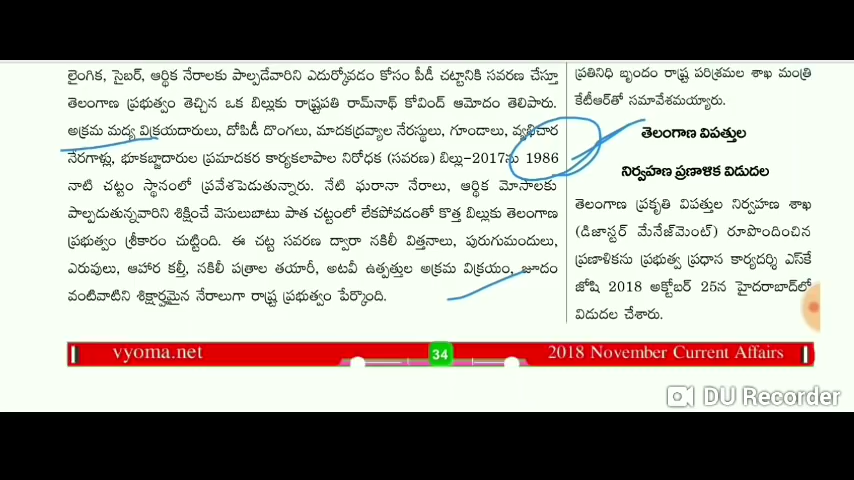 లైంగిక, సైబర్, ఆర్థిక నేరాలకు పాల్పడేవారిని ఎదుర్కోవడం కోసం పీడీ చట్టానికి సవరణ చేస్తూ
తెలంగాణ ప్రభుత్వం తెచ్చిన ఒక బిల్లుకు రాష్ట్రపతి రామ్‌నాథ్ కోవింద్ ఆమోదం తెలిపారు.
అక్రమ మద్య విక్రయదారులు, దోపిడీ దొంగలు, మాదకద్రవ్యాల నేరస్థులు, గూండాలు, వ్యభిచార
నేరగాళ్లు, భూకబ్జాదారుల ప్రమాదకర కార్యకలాపాల నిరోధక (సవరణ) బిల్లు-2017ను 1986
నాటి చట్టం స్థానంలో ప్రవేశపెడుతున్నారు. నేటి ఘరానా నేరాలు, ఆర్థిక మోసాలకు
పాల్పడుతున్నవారిని శిక్షించే వెసులుబాటు పాత చట్టంలో లేకపోవడంతో కొత్త బిల్లుకు తెలంగాణ
ప్రభుత్వం శ్రీకారం చుట్టింది. ఈ చట్ట సవరణ ద్వారా నకిలీ విత్తనాలు, పురుగుమందులు,
ఎరువులు, ఆహార కల్తీ, నకిలీ పత్రాల తయారీ, అటవీ ఉత్పత్తుల అక్రమ విక్రయం, జూదం
వంటివాటిని శిక్షార్హమైన నేరాలుగా రాష్ట్ర ప్రభుత్వం పేర్కొంది.
ప్రతినిధి బృందం రాష్ట్ర పరిశ్రమల శాఖ మంత్రి
కేటీఆర్‌తో సమావేశమయ్యారు.
తెలంగాణ విపత్తుల
నిర్వహణ ప్రణాళిక విడుదల
తెలంగాణ ప్రకృతి విపత్తుల నిర్వహణ శాఖ
(డిజాస్టర్ మేనేజ్‌మెంట్) రూపొందించిన
ప్రణాళికను ప్రభుత్వ ప్రధాన కార్యదర్శి ఎస్‌కే
జోషి 2018 అక్టోబర్ 25న హైదరాబాద్‌లో
విడుదల చేశారు.
vyoma.net
34
2018 November Current Affairs
DU Recorder